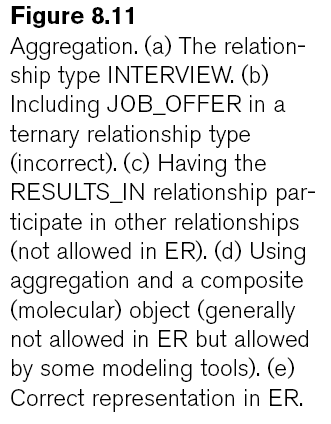 Figure 8.11
Aggregation. (a) The relation-
ship type INTERVIEW. (b)
Including JOB_OFFER in a
ternary relationship type
(incorrect). (c) Having the
RESULTS_IN relationship par-
ticipate in other relationships
(not allowed in ER). (d) Using
aggregation and a composite
(molecular) object (generally
not allowed in ER but allowed
by some modeling tools). (e)
Correct representation in ER.